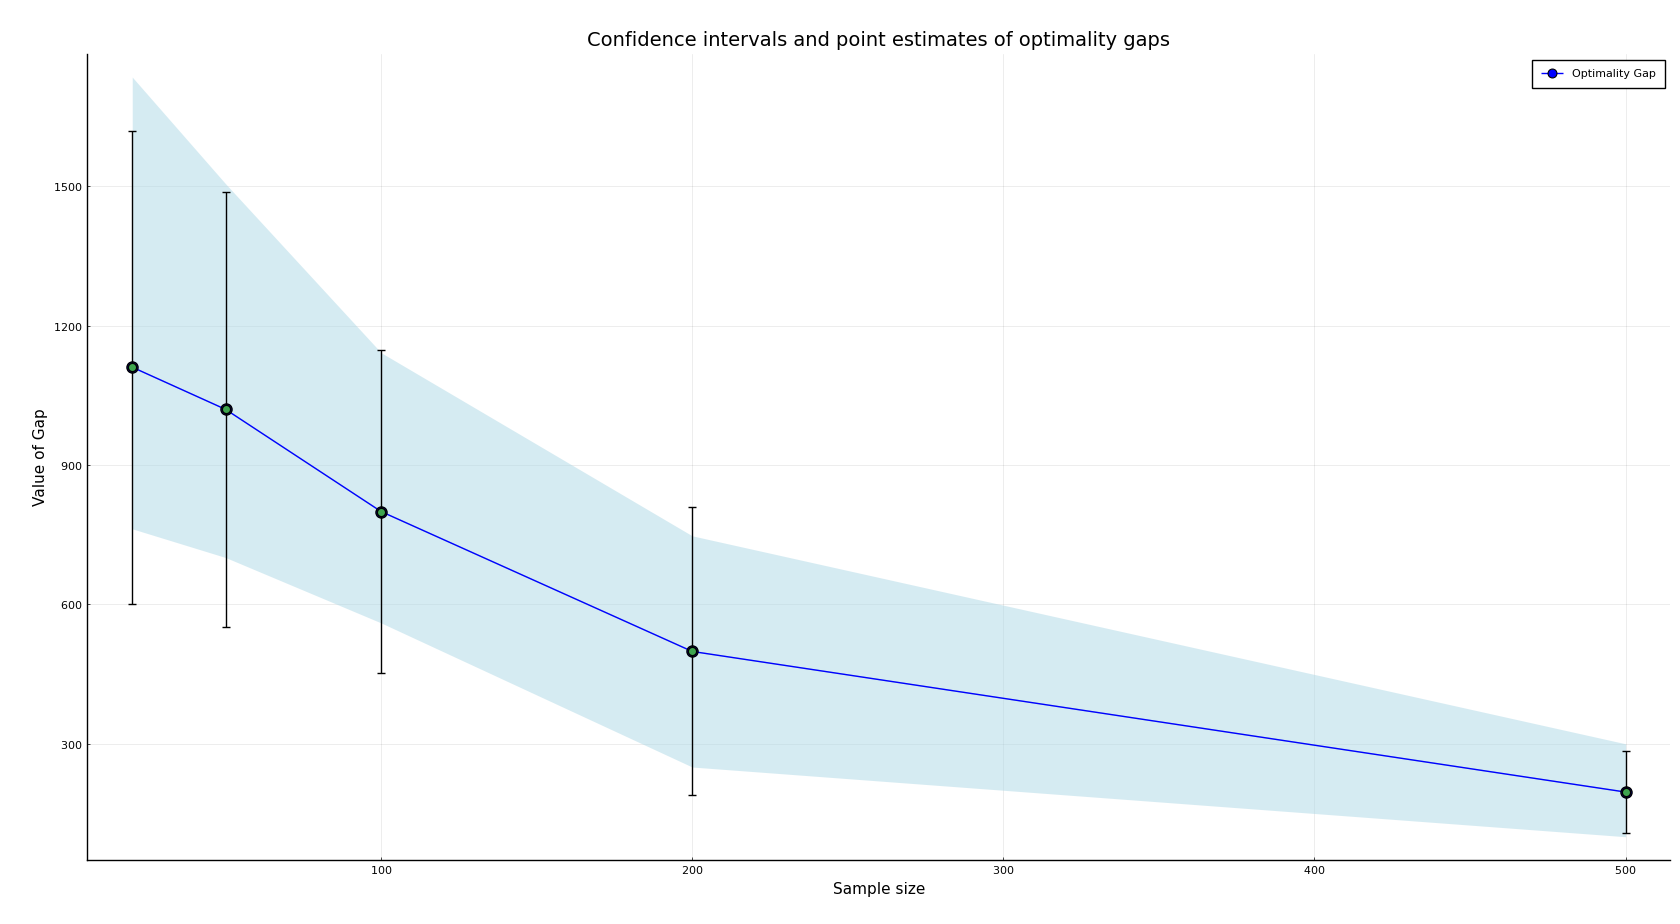 Confidence intervals and point estimates of optimality gaps
Optimality Gap
1500
1200
900
600
300
Value of Gap
100 200 300 400 500
Sample size